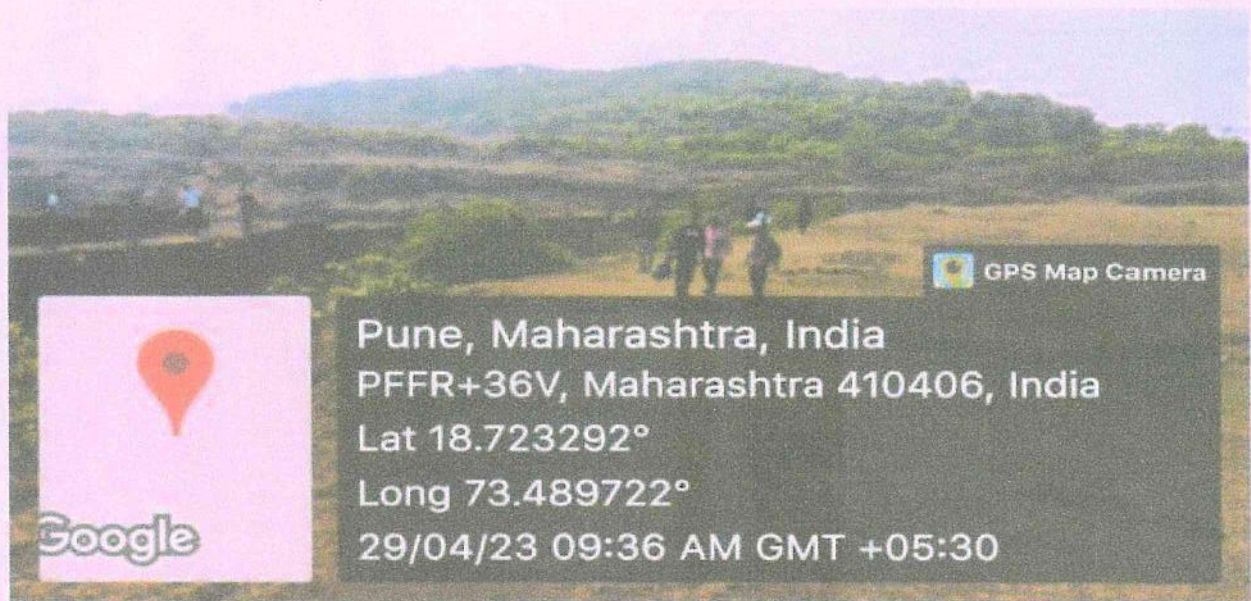 GPS Map Camera
Pune, Maharashtra, India
PFFR+36V, Maharashtra 410406, India
Lat 18.723292°
Long 73.489722°
29/04/23 09:36 AM GMT +05:30
Google